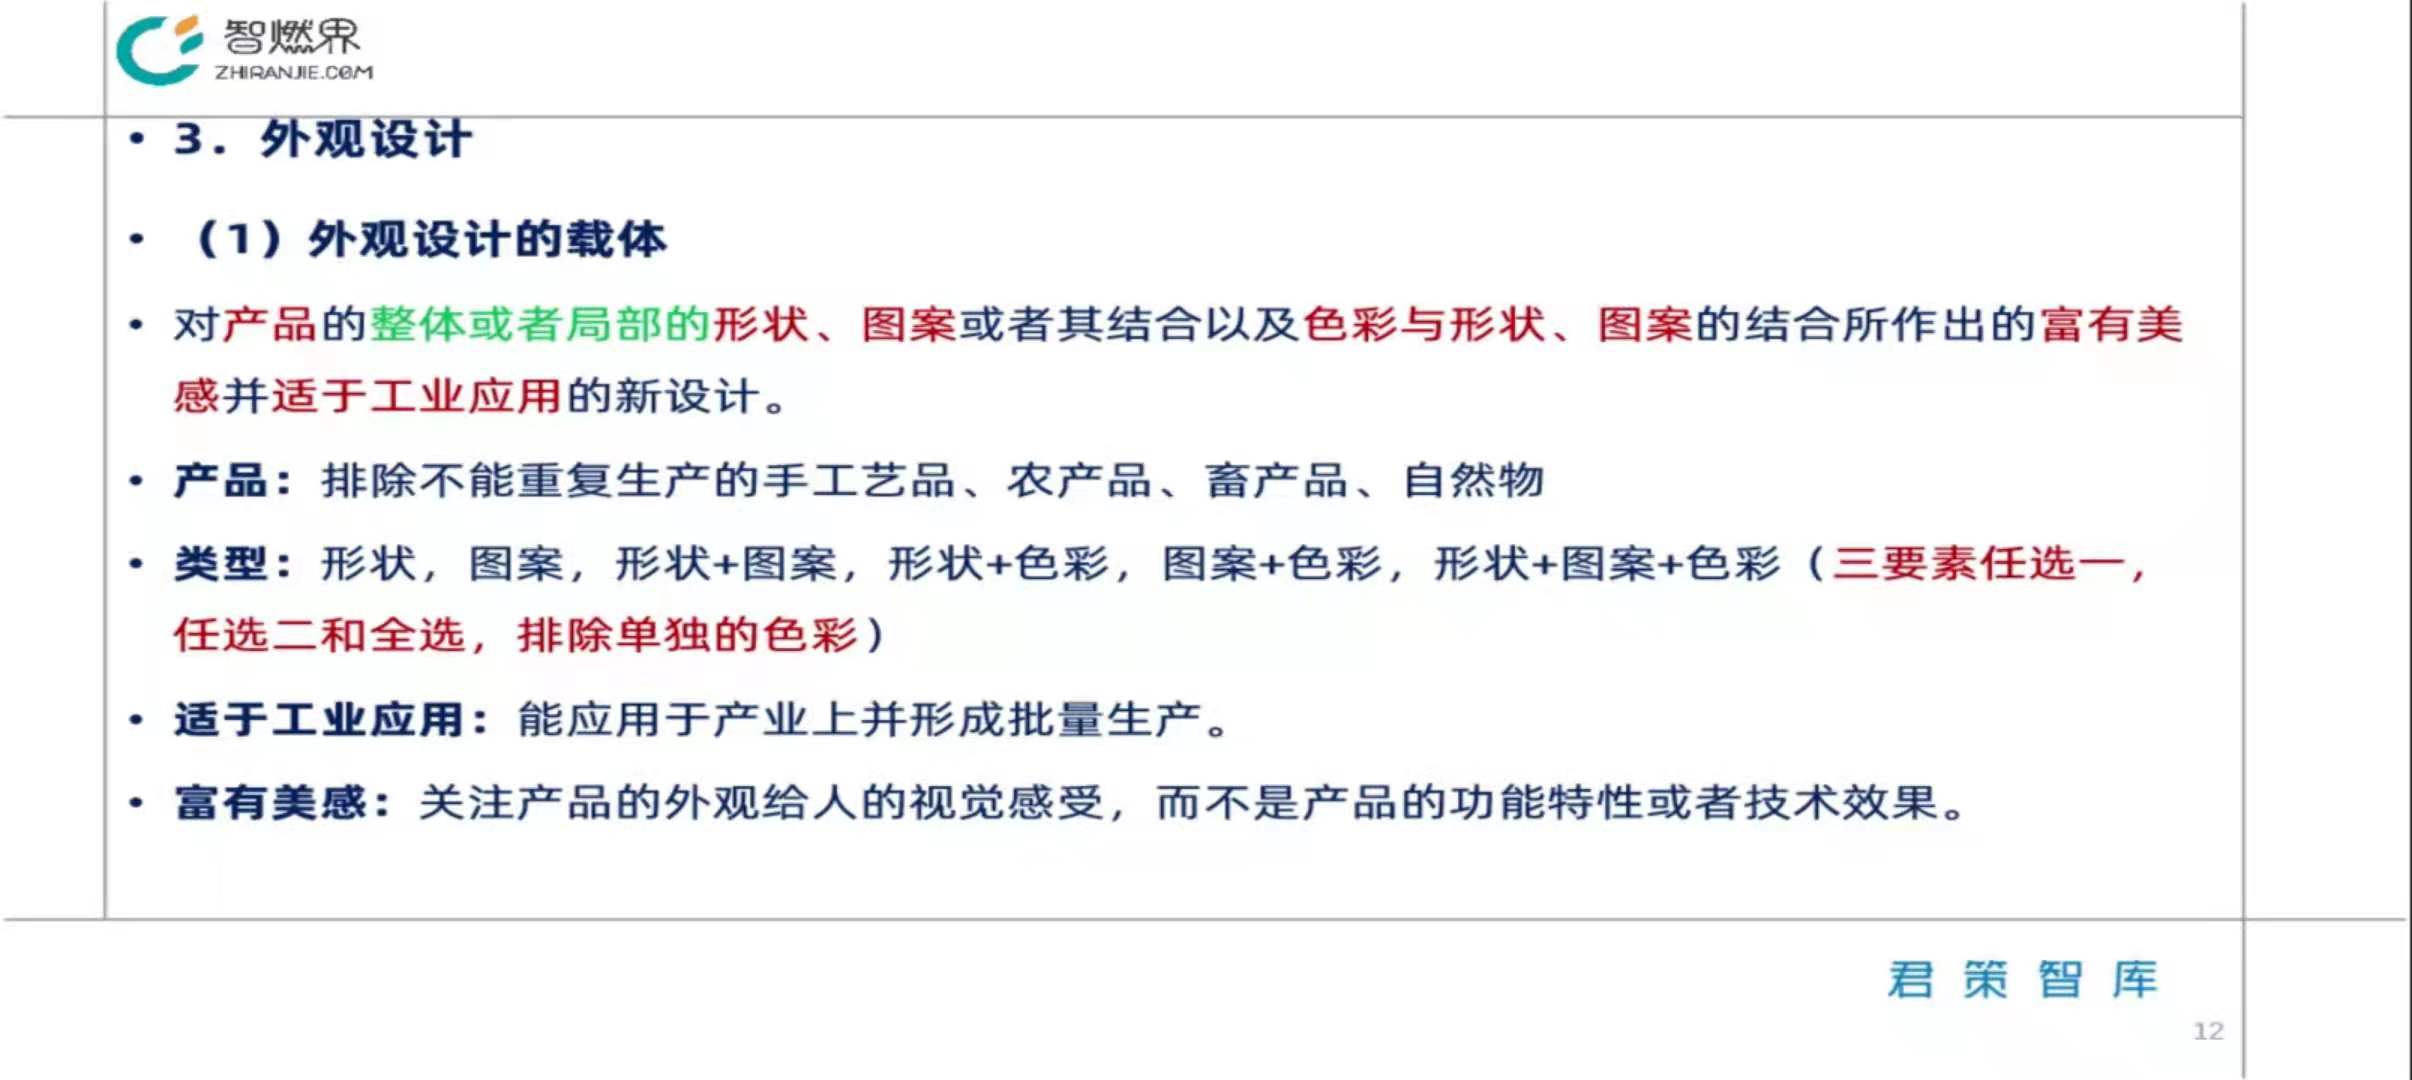 智燃界
ZHIRANJIE.COM
• 3．外观设计
• （1）外观设计的载体
• 对产品的整体或者局部的形状、图案或者其结合以及色彩与形状、图案的结合所作出的富有美
感并适于工业应用的新设计。
• 产品：排除不能重复生产的手工艺品、农产品、畜产品、自然物
• 类型：形状，图案，形状+图案，形状+色彩，图案+色彩，形状+图案+色彩（三要素任选一，
任选二和全选，排除单独的色彩）
• 适于工业应用：能应用于产业上并形成批量生产。
• 富有美感：关注产品的外观给人的视觉感受，而不是产品的功能特性或者技术效果。
君策智库
12